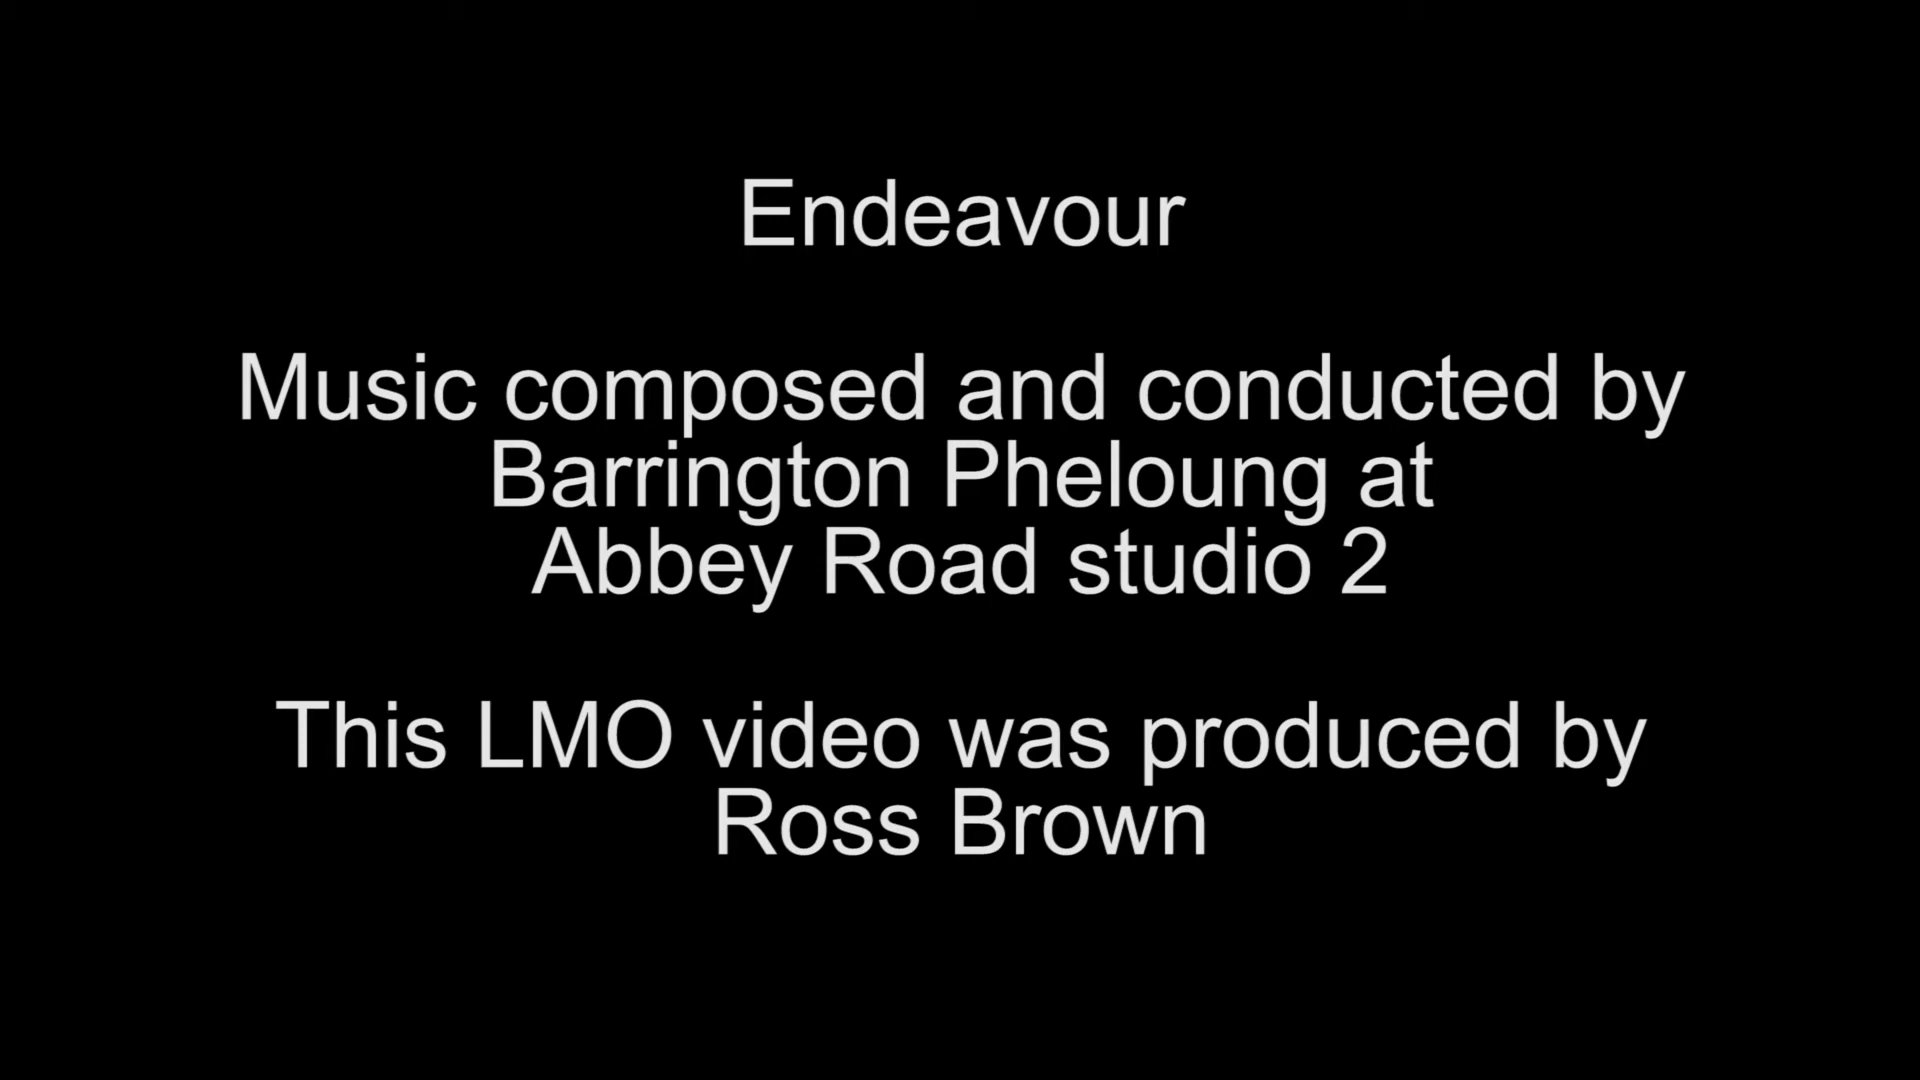 Endeavour
Music composed and conducted by
Barrington Pheloung at
Abbey Road studio 2
This LMO video was produced by
Ross Brown